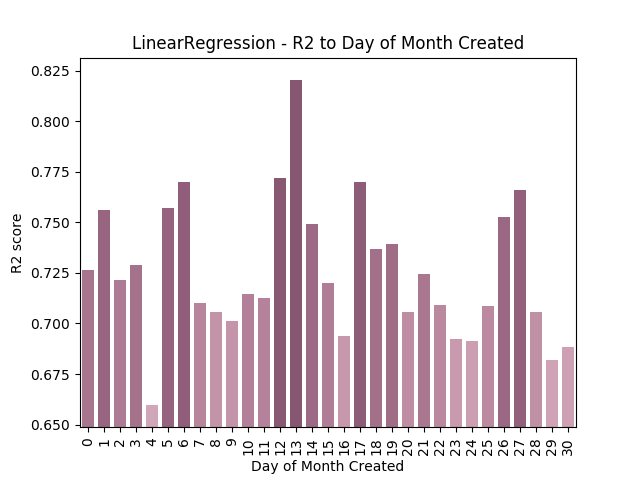 LinearRegression - R2 to Day of Month Created
0.825
0.800
0.775
0.750
0.725
0.700
0.675
0.650
R2 score
0 1 2 3 4 5 6 7 8 9 10 11 12 13 14 15 16 17 18 19 20 21 22 23 24 25 26 27 28 29 30
Day of Month Created